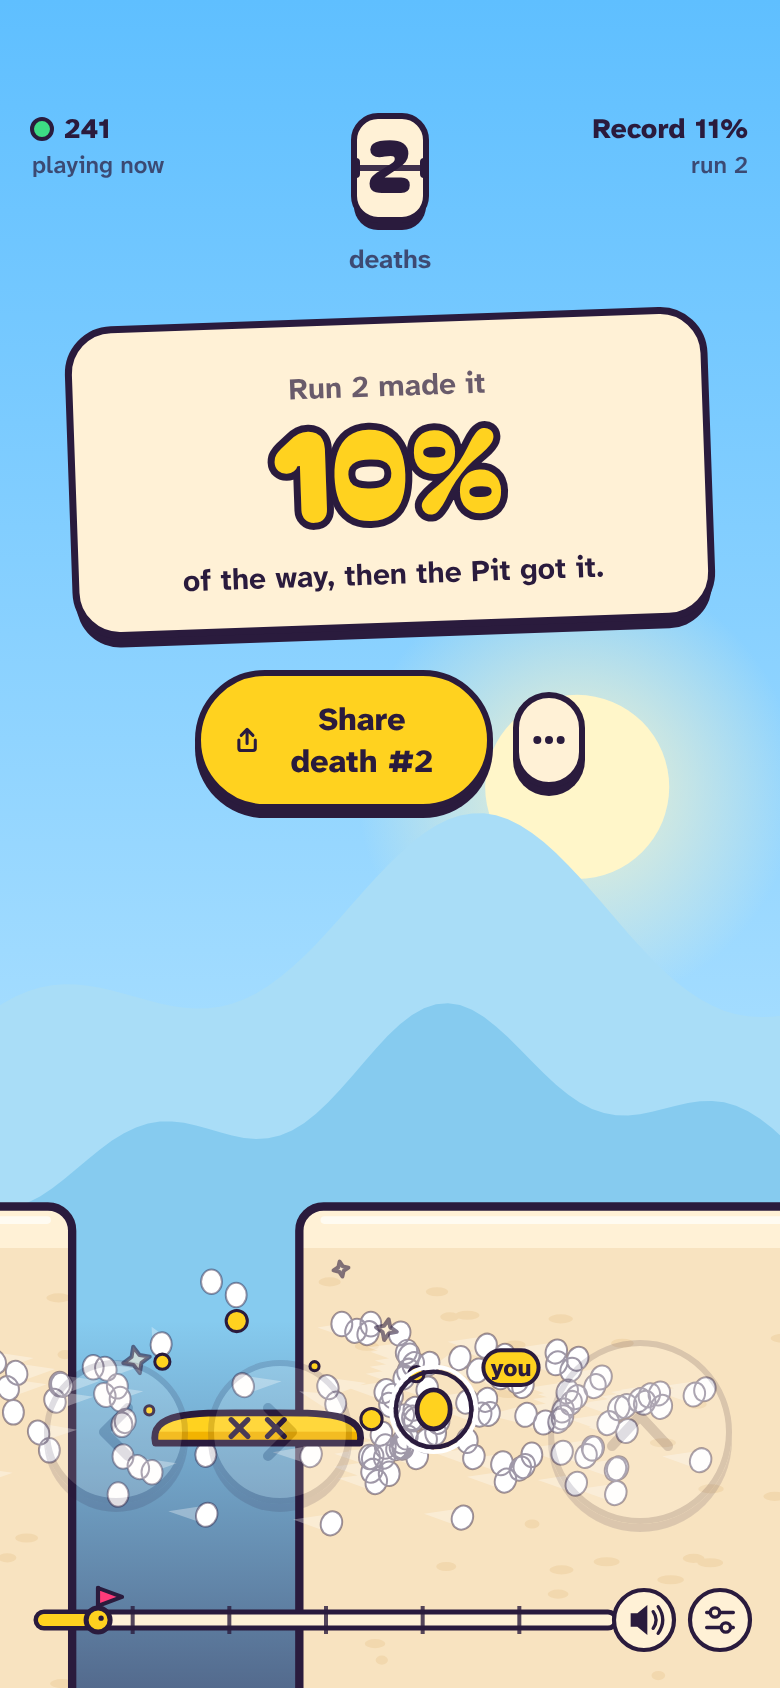 241
playing now
2
deaths
Record 11%
run 2
Run 2 made it
10%
of the way, then the Pit got it.
Share
death #2
you